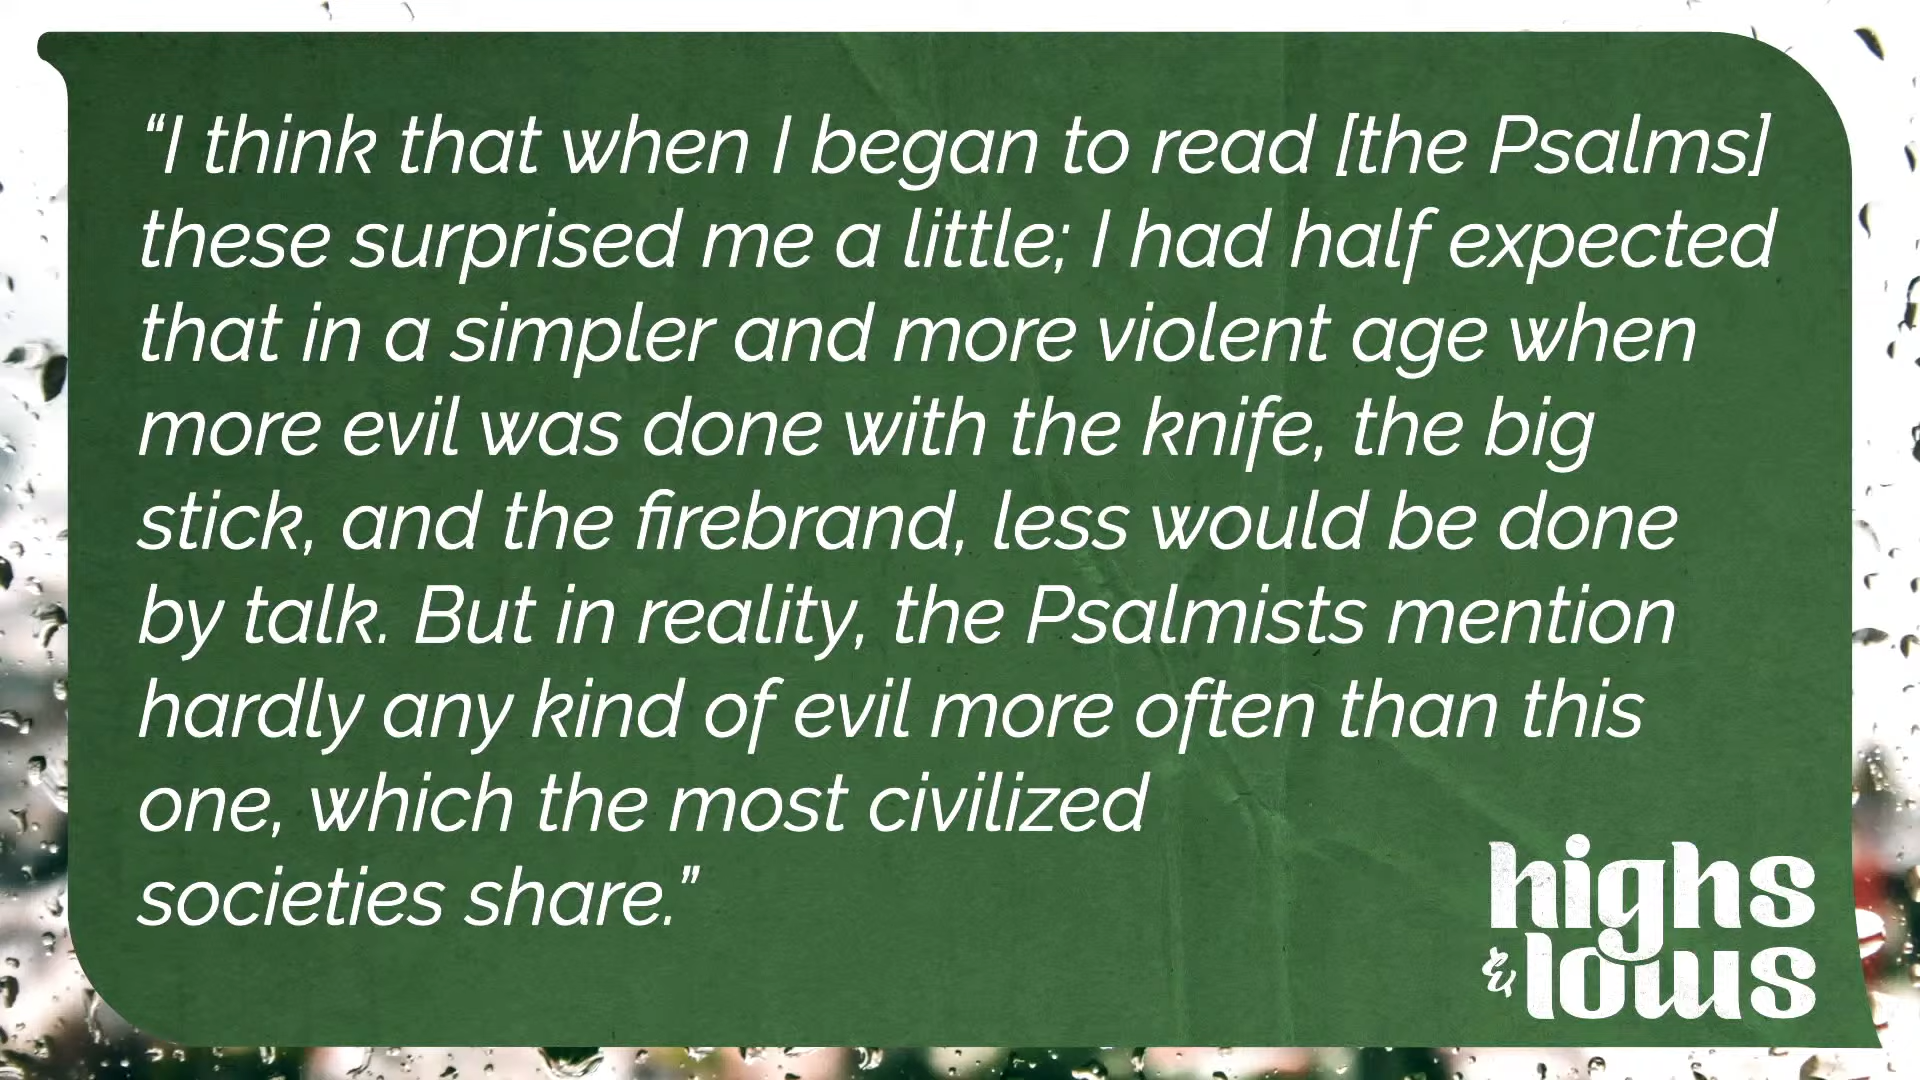 “I think that when I began to read [the Psalms]
these surprised me a little; I had half expected
that in a simpler and more violent age when
more evil was done with the knife, the big
stick, and the firebrand, less would be done
by talk. But in reality, the Psalmists mention
hardly any kind of evil more often than this
one, which the most civilized
societies share.”
highs
& lows